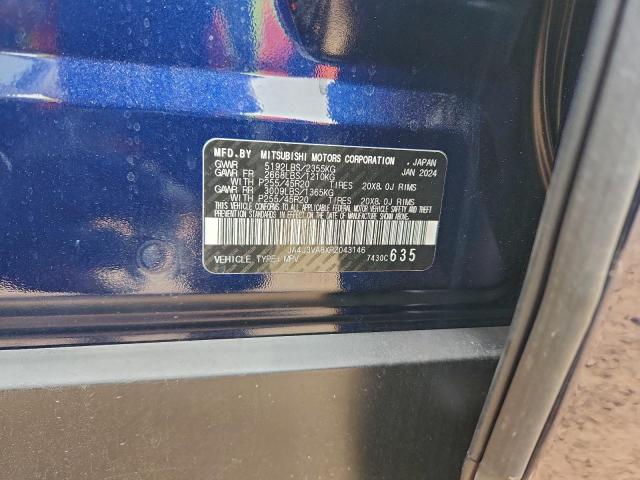 MFD.BY MITSUBISHI MOTORS CORPORATION , JAPAN
GVWR 5192LBS/2355KG JAN 2024
GAWR FR 2668LBS/1210KG
WITH P255/45R20 TIRES 20X8.0J RIMS
GAWR RR 3009LBS/1365KG
WITH P255/45R20 TIRES 20X8.0J RIMS
THIS VEHICLE CONFORMS TO ALL APPLICABLE FEDERAL MOTOR VEHICLE SAFETY, BUMPER AND THEFT
PREVENTION STANDARDS IN EFFECT ON THE DATE OF MANUFACTURE SHOWN ABOVE.
JA4J3VA8XRZ043146
VEHICLE TYPE: MPV 7430C 635